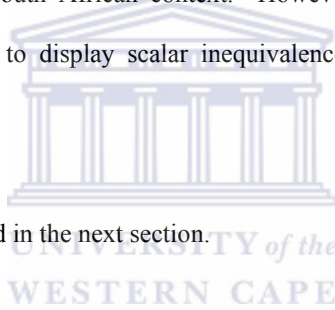 outh African context. Howev
to display scalar inequivalenc
d in the next section.
UNIVERSITY of the
WESTERN CAPE